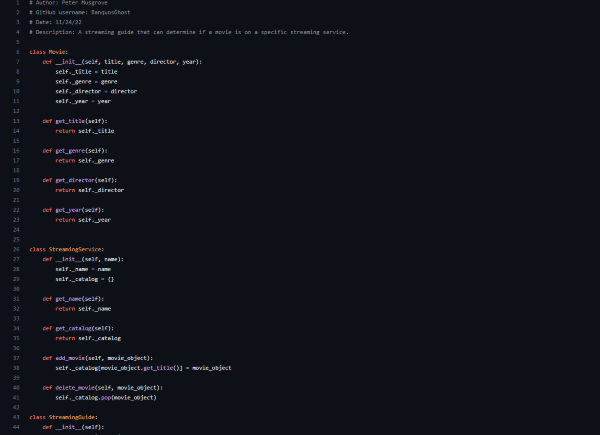 1 # Author: Peter Musgrove
2 # GitHub username: BanquosGhost
3 # Date: 11/24/22
4 # Description: A streaming guide that can determine if a movie is on a specific streaming service.
5
6 class Movie:
7     def __init__(self, title, genre, director, year):
8         self._title = title
9         self._genre = genre
10         self._director = director
11         self._year = year
12
13     def get_title(self):
14         return self._title
15
16     def get_genre(self):
17         return self._genre
18
19     def get_director(self):
20         return self._director
21
22     def get_year(self):
23         return self._year
24
25
26 class StreamingService:
27     def __init__(self, name):
28         self._name = name
29         self._catalog = {}
30
31     def get_name(self):
32         return self._name
33
34     def get_catalog(self):
35         return self._catalog
36
37     def add_movie(self, movie_object):
38         self._catalog[movie_object.get_title()] = movie_object
39
40     def delete_movie(self, movie_object):
41         self._catalog.pop(movie_object)
42
43 class StreamingGuide:
44     def __init__(self):